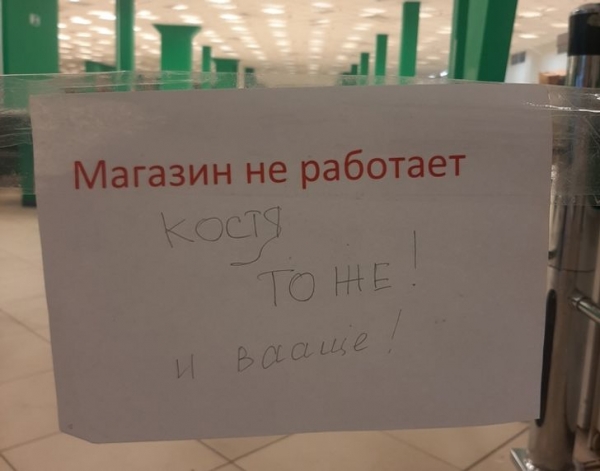 Магазин не работает
Костя
ТОЖЕ!
и вааще!